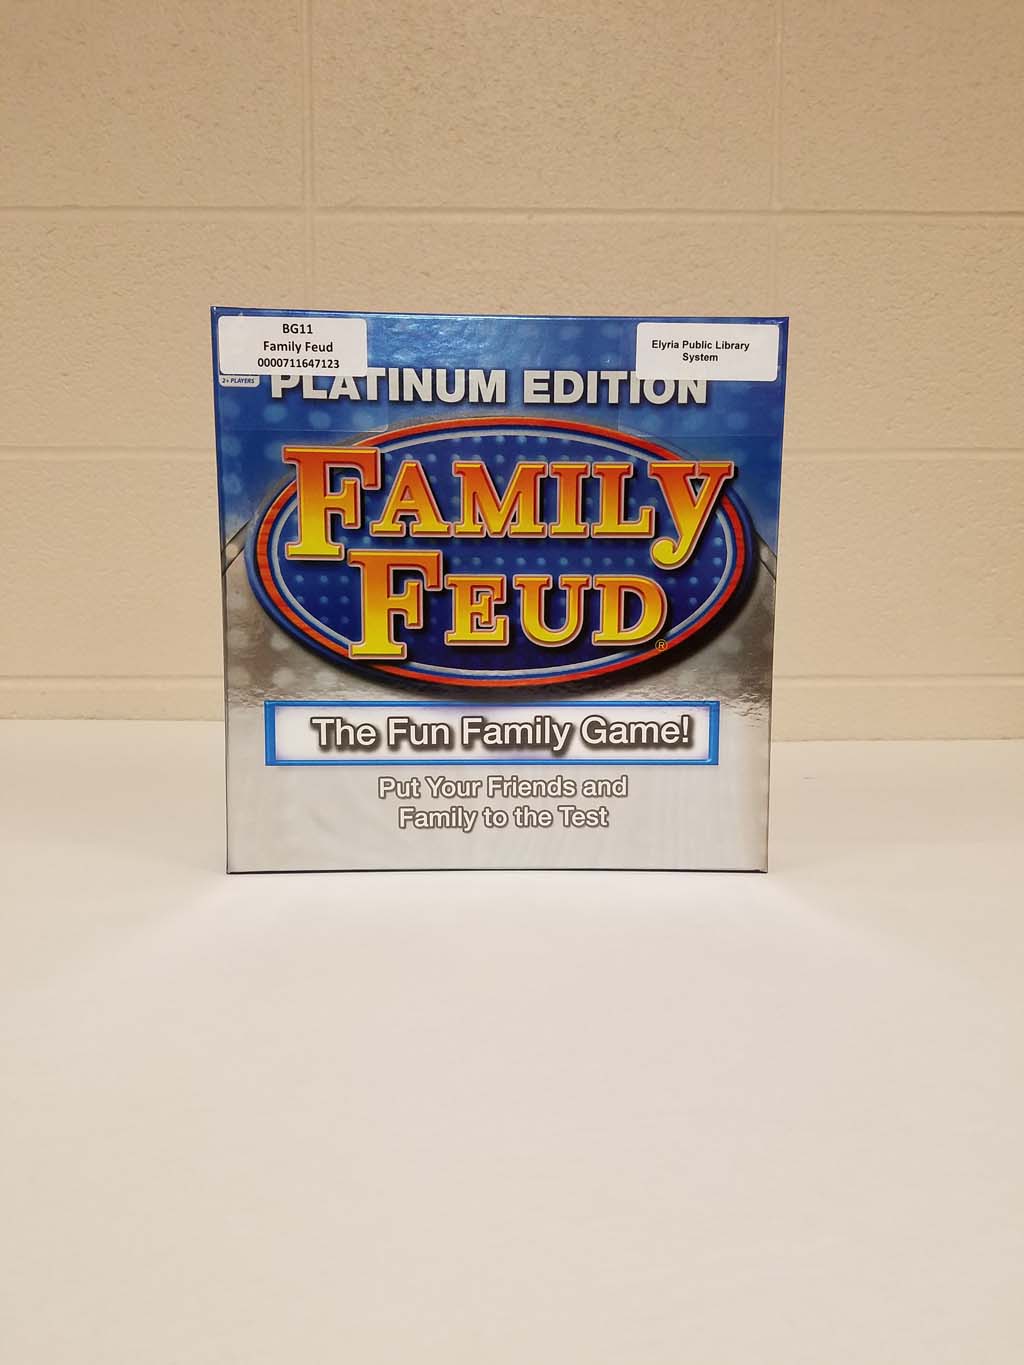 BG11
Family Feud
0000711647123
Elyria Public Library
System
2+ PLAYERS
PLATINUM EDITION
FAMILY
FEUD®
The Fun Family Game!
Put Your Friends and
Family to the Test